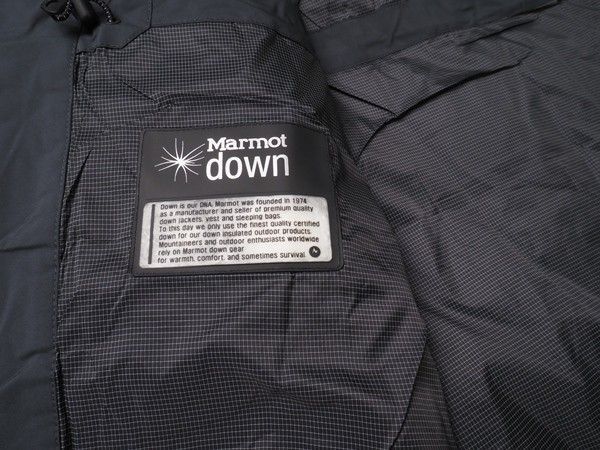 Marmot
down
Down is our DNA. Marmot was founded in 1974
as a manufacturer and seller of premium quality
down jackets, vest and sleeping bags.
To this day we only use the finest quality certified
down for our down insulated outdoor products.
Mountaineers and outdoor enthusiasts worldwide
rely on Marmot down gear
for warmth, comfort, and sometimes survival.